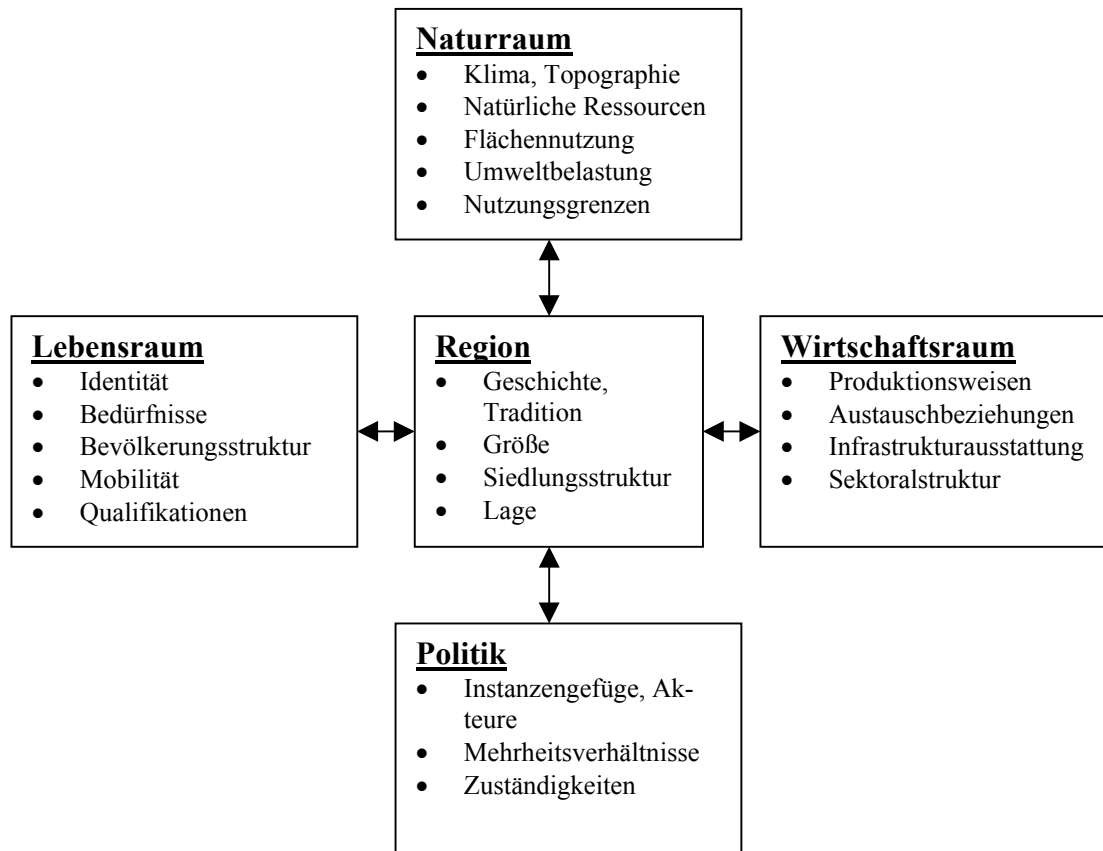 Naturraum
• Klima, Topographie
• Natürliche Ressourcen
• Flächennutzung
• Umweltbelastung
• Nutzungsgrenzen
Lebensraum
• Identität
• Bedürfnisse
• Bevölkerungsstruktur
• Mobilität
• Qualifikationen
Region
• Geschichte,
Tradition
• Größe
• Siedlungsstruktur
• Lage
Wirtschaftsraum
• Produktionsweisen
• Austauschbeziehungen
• Infrastrukturausstattung
• Sektoralstruktur
Politik
• Instanzengefüge, Ak-
teure
• Mehrheitsverhältnisse
• Zuständigkeiten